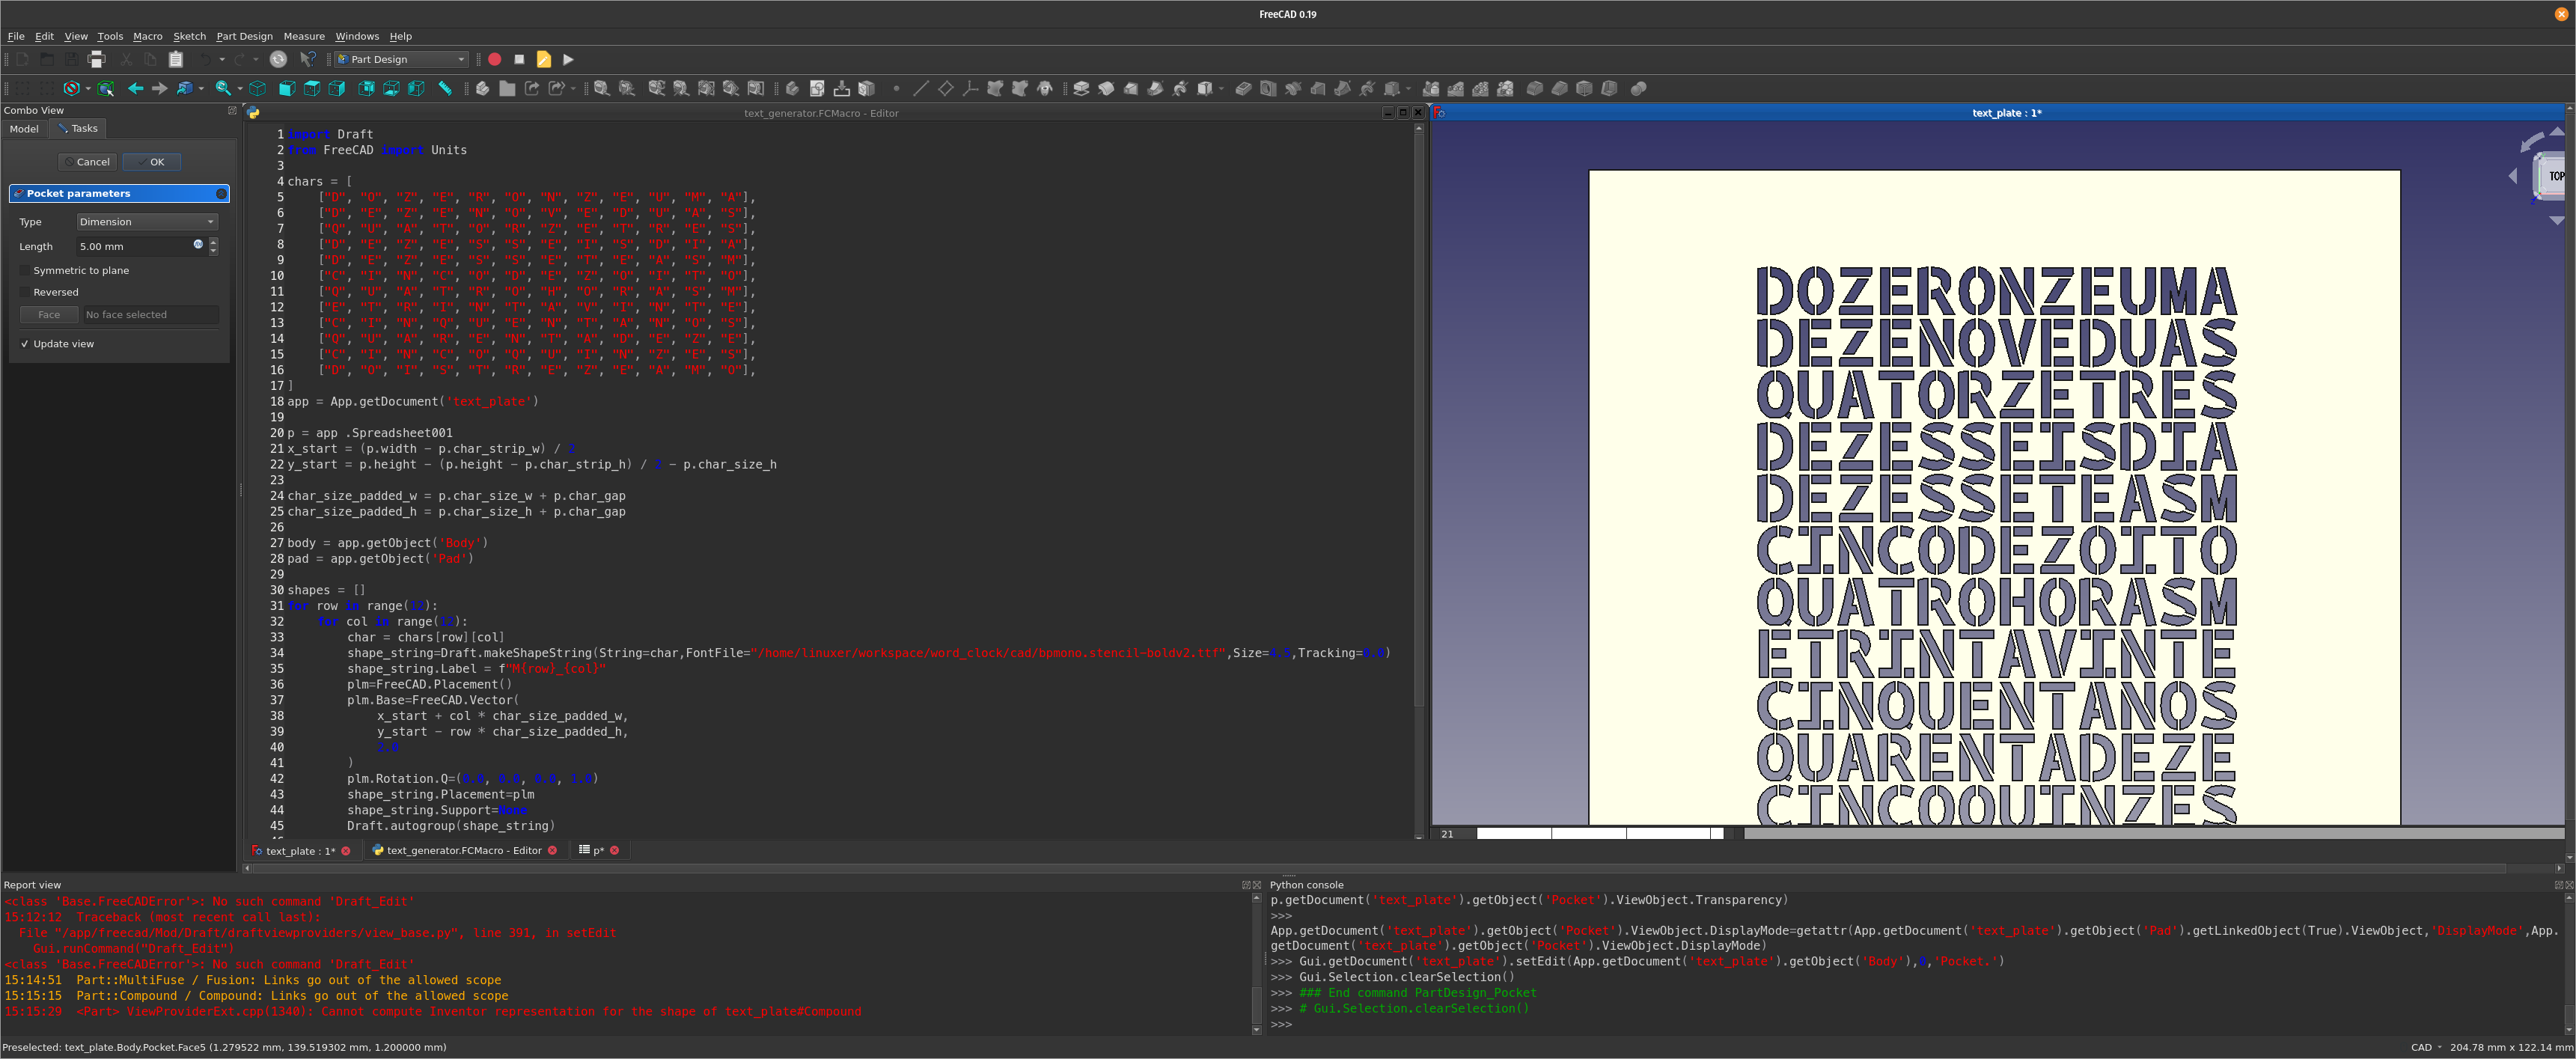 FreeCAD 0.19
File Edit View Tools Macro Sketch Part Design Measure Windows Help
Part Design
Combo View
Model Tasks
Cancel OK
Pocket parameters
Type Dimension
Length 5.00 mm
Symmetric to plane
Reversed
Face No face selected
Update view
text_generator.FCMacro - Editor
1 import Draft
2 from FreeCAD import Units
3
4 chars = [
5 ["D", "O", "Z", "E", "R", "O", "N", "Z", "E", "U", "M", "A"],
6 ["D", "E", "Z", "E", "N", "O", "V", "E", "D", "U", "A", "S"],
7 ["Q", "U", "A", "T", "O", "R", "Z", "E", "T", "R", "E", "S"],
8 ["D", "E", "Z", "E", "S", "S", "E", "I", "S", "D", "I", "A"],
9 ["D", "E", "Z", "E", "S", "S", "E", "T", "E", "A", "S", "M"],
10 ["C", "I", "N", "C", "O", "D", "E", "Z", "O", "I", "T", "O"],
11 ["Q", "U", "A", "T", "R", "O", "H", "O", "R", "A", "S", "M"],
12 ["E", "T", "R", "I", "N", "T", "A", "V", "I", "N", "T", "E"],
13 ["C", "I", "N", "Q", "U", "E", "N", "T", "A", "N", "O", "S"],
14 ["Q", "U", "A", "R", "E", "N", "T", "A", "D", "E", "Z", "E"],
15 ["C", "I", "N", "C", "O", "Q", "U", "I", "N", "Z", "E", "S"],
16 ["D", "O", "I", "S", "T", "R", "E", "Z", "E", "A", "M", "O"],
17 ]
18 app = App.getDocument('text_plate')
19
20 p = app .Spreadsheet001
21 x_start = (p.width - p.char_strip_w) / 2
22 y_start = p.height - (p.height - p.char_strip_h) / 2 - p.char_size_h
23
24 char_size_padded_w = p.char_size_w + p.char_gap
25 char_size_padded_h = p.char_size_h + p.char_gap
26
27 body = app.getObject('Body')
28 pad = app.getObject('Pad')
29
30 shapes = []
31 for row in range(12):
32 for col in range(12):
33 char = chars[row][col]
34 shape_string=Draft.makeShapeString(String=char,FontFile="/home/linuxer/workspace/word_clock/cad/bpmono.stencil-boldv2.ttf",Size=4.5,Tracking=0.0)
35 shape_string.Label = f"M{row}_{col}"
36 plm=FreeCAD.Placement()
37 plm.Base=FreeCAD.Vector(
38 x_start + col * char_size_padded_w,
39 y_start - row * char_size_padded_h,
40 2.0
41 )
42 plm.Rotation.Q=(0.0, 0.0, 0.0, 1.0)
43 shape_string.Placement=plm
44 shape_string.Support=None
45 Draft.autogroup(shape_string)
text_plate : 1*
TOP
DOZERONZEUMA
DEZENOVEDUAS
QUATORZETRES
DEZESSEISDIA
DEZESSETEASM
CINCODEZOITO
QUATROHORASM
ETRINTAVINTE
CINQUENTANOS
QUARENTADEZE
CINCOQUINZES
21
text_plate : 1* text_generator.FCMacro - Editor p*
Report view
<class 'Base.FreeCADError'>: No such command 'Draft_Edit'
15:12:12 Traceback (most recent call last):
File "/app/freecad/Mod/Draft/draftviewproviders/view_base.py", line 391, in setEdit
Gui.runCommand("Draft_Edit")
<class 'Base.FreeCADError'>: No such command 'Draft_Edit'
15:14:51 Part::MultiFuse / Fusion: Links go out of the allowed scope
15:15:15 Part::Compound / Compound: Links go out of the allowed scope
15:15:29 <Part> ViewProviderExt.cpp(1340): Cannot compute Inventor representation for the shape of text_plate#Compound
Python console
p.getDocument('text_plate').getObject('Pocket').ViewObject.Transparency)
>>>
App.getDocument('text_plate').getObject('Pocket').ViewObject.DisplayMode=getattr(App.getDocument('text_plate').getObject('Pad').getLinkedObject(True).ViewObject,'DisplayMode',App.
getDocument('text_plate').getObject('Pocket').ViewObject.DisplayMode)
>>> Gui.getDocument('text_plate').setEdit(App.getDocument('text_plate').getObject('Body'),0,'Pocket.')
>>> Gui.Selection.clearSelection()
>>> ### End command PartDesign_Pocket
>>> # Gui.Selection.clearSelection()
>>>
Preselected: text_plate.Body.Pocket.Face5 (1.279522 mm, 139.519302 mm, 1.200000 mm)
CAD 204.78 mm x 122.14 mm